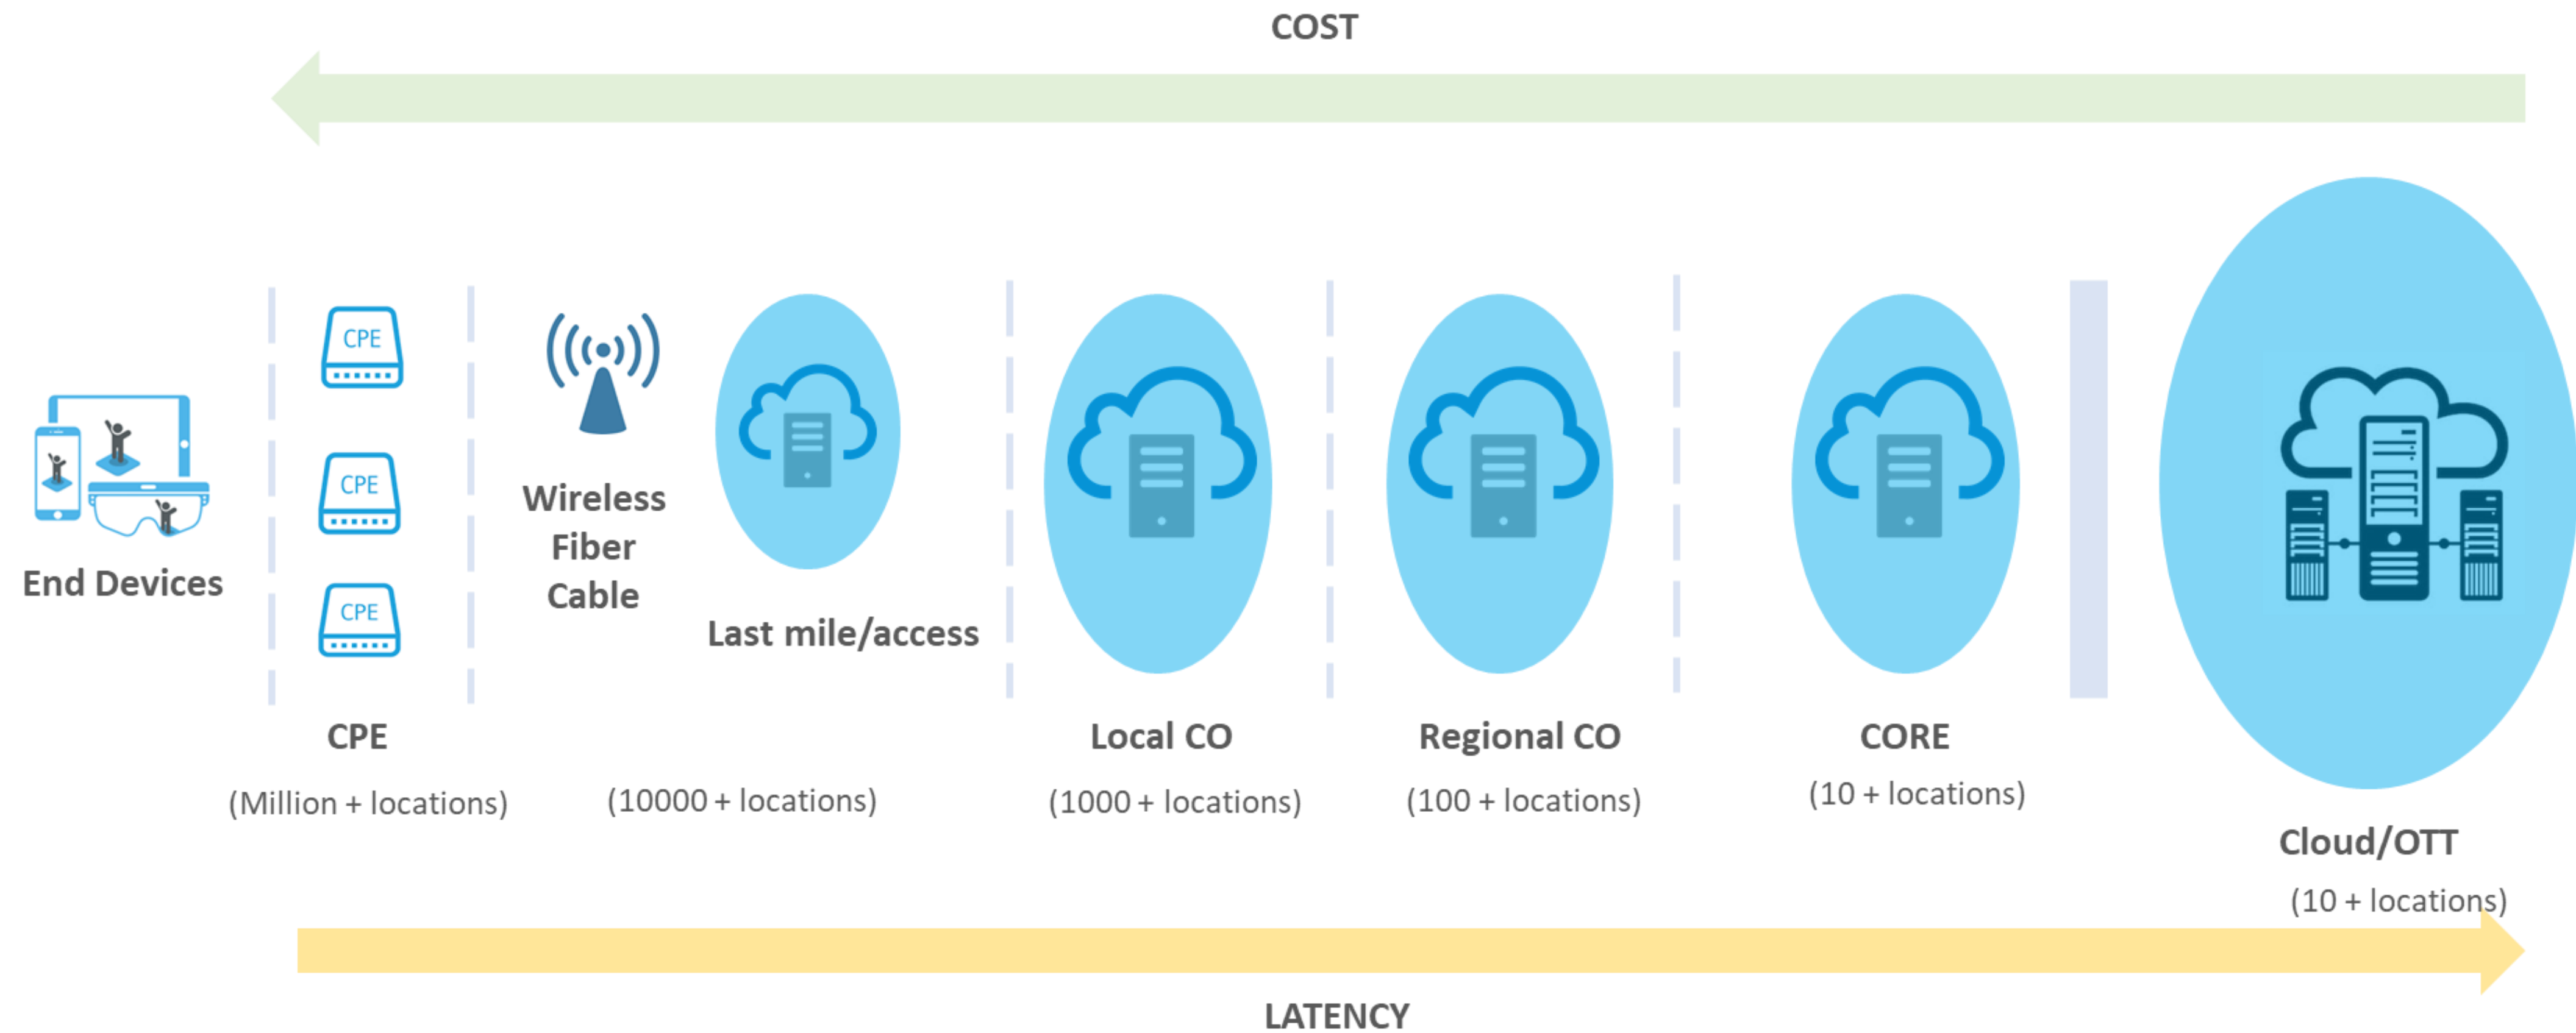 COST
CPE
CPE
CPE
End Devices
Wireless
Fiber
Cable
Last mile/access
CPE
(Million + locations)
(10000 + locations)
Local CO
(1000 + locations)
Regional CO
(100 + locations)
CORE
(10 + locations)
Cloud/OTT
(10 + locations)
LATENCY